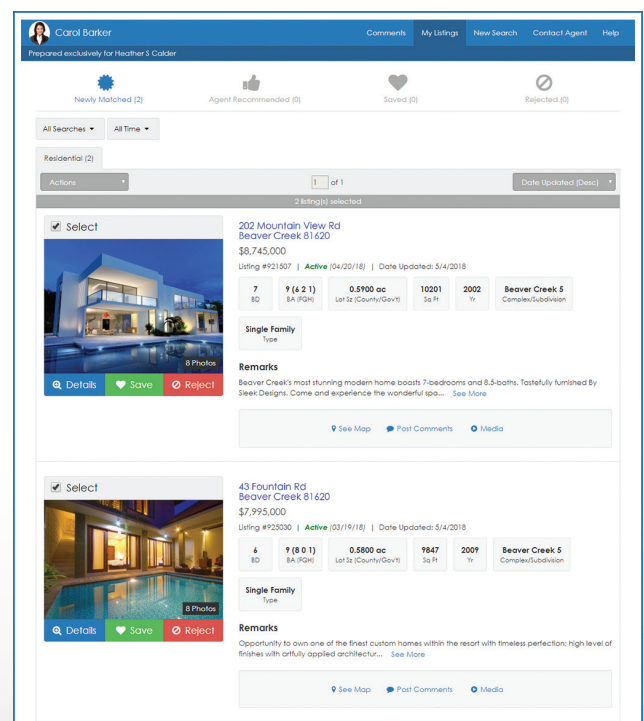 Carol Barker
Comments My Listings New Search Contact Agent Help
Prepared exclusively for Heather S Calder
Newly Matched (2) Agent Recommended (0) Saved (0) Rejected (0)
All Searches All Time
Residential (2)
Actions 1 of 1 Date Updated (Desc)
2 listing(s) selected
Select
8 Photos
Details Save Reject
202 Mountain View Rd
Beaver Creek 81620
$8,745,000
Listing #921507 | Active (04/20/18) | Date Updated: 5/4/2018
7 9 (6 2 1) 0.5900 ac 10201 2002 Beaver Creek 5
BD BA (FQH) Lot Sz (County/Gov't) Sq Ft Yr Complex/Subdivision
Single Family
Type
Remarks
Beaver Creek's most stunning modern home boasts 7-bedrooms and 8.5-baths. Tastefully furnished By
Sleek Designs. Come and experience the wonderful spa... See More
See Map Post Comments Media
Select
8 Photos
Details Save Reject
43 Fountain Rd
Beaver Creek 81620
$7,995,000
Listing #925030 | Active (03/19/18) | Date Updated: 5/4/2018
6 9 (8 0 1) 0.5800 ac 9847 2009 Beaver Creek 5
BD BA (FQH) Lot Sz (County/Gov't) Sq Ft Yr Complex/Subdivision
Single Family
Type
Remarks
Opportunity to own one of the finest custom homes within the resort with timeless perfection; high level of
finishes with artfully applied architectur... See More
See Map Post Comments Media